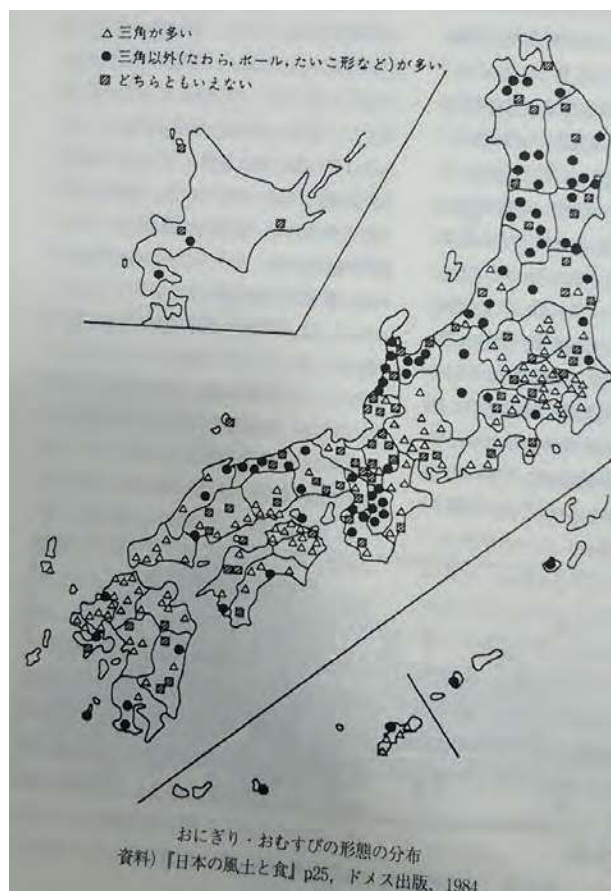 △ 三角が多い
● 三角以外(たわら, ボール, たいこ形など)が多い
▨ どちらともいえない
おにぎり・おむすびの形態の分布
資料)『日本の風土と食』p25, ドメス出版, 1984